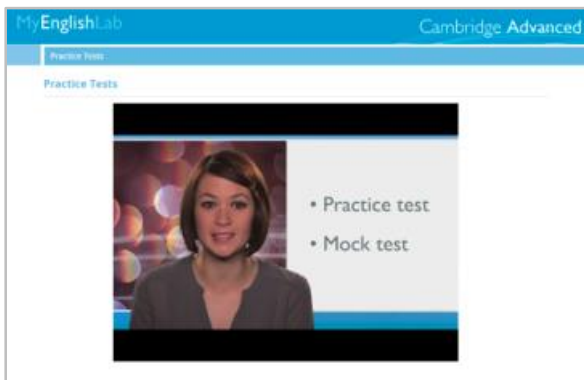 MyEnglishLab
Cambridge Advanced
Practice Tests
Practice Tests
• Practice test
• Mock test